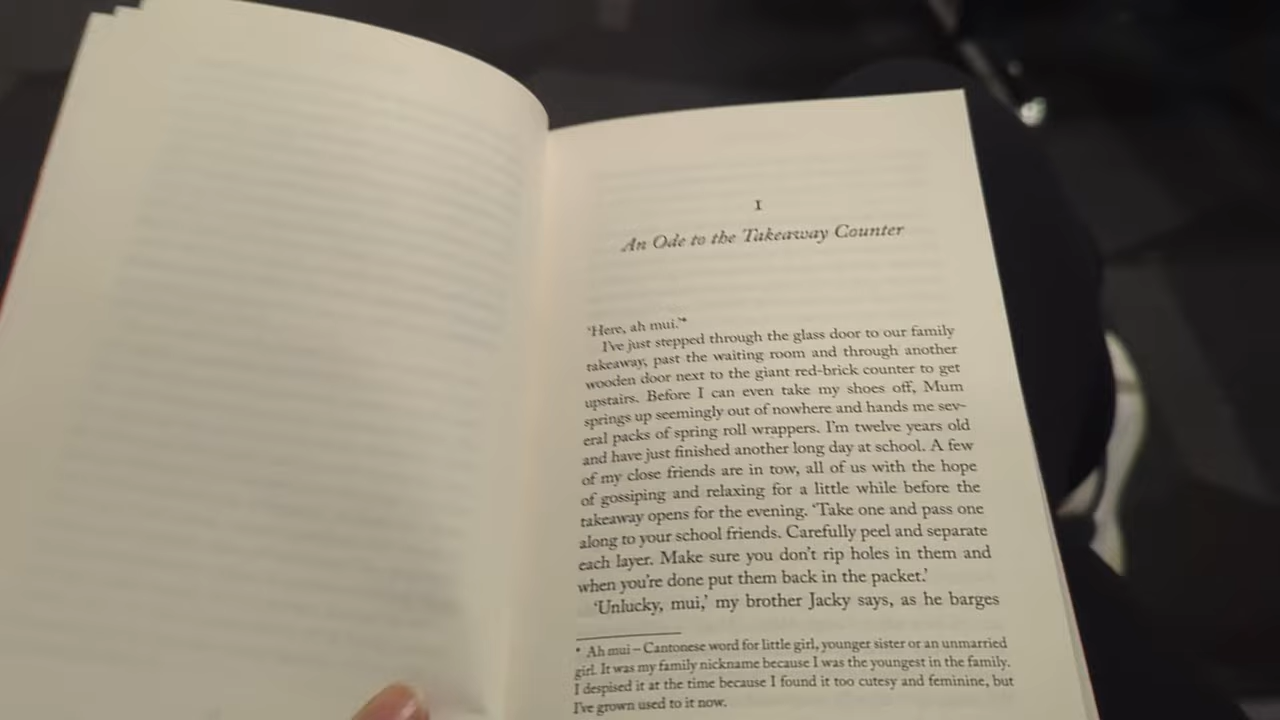 I
An Ode to the Takeaway Counter
'Here, ah mui.'*
I've just stepped through the glass door to our family
takeaway, past the waiting room and through another
wooden door next to the giant red-brick counter to get
upstairs. Before I can even take my shoes off, Mum
springs up seemingly out of nowhere and hands me sev-
eral packs of spring roll wrappers. I'm twelve years old
and have just finished another long day at school. A few
of my close friends are in tow, all of us with the hope
of gossiping and relaxing for a little while before the
takeaway opens for the evening. 'Take one and pass one
along to your school friends. Carefully peel and separate
each layer. Make sure you don't rip holes in them and
when you're done put them back in the packet.'
'Unlucky, mui,' my brother Jacky says, as he barges
* Ah mui – Cantonese word for little girl, younger sister or an unmarried
girl. It was my family nickname because I was the youngest in the family.
I despised it at the time because I found it too cutesy and feminine, but
I've grown used to it now.